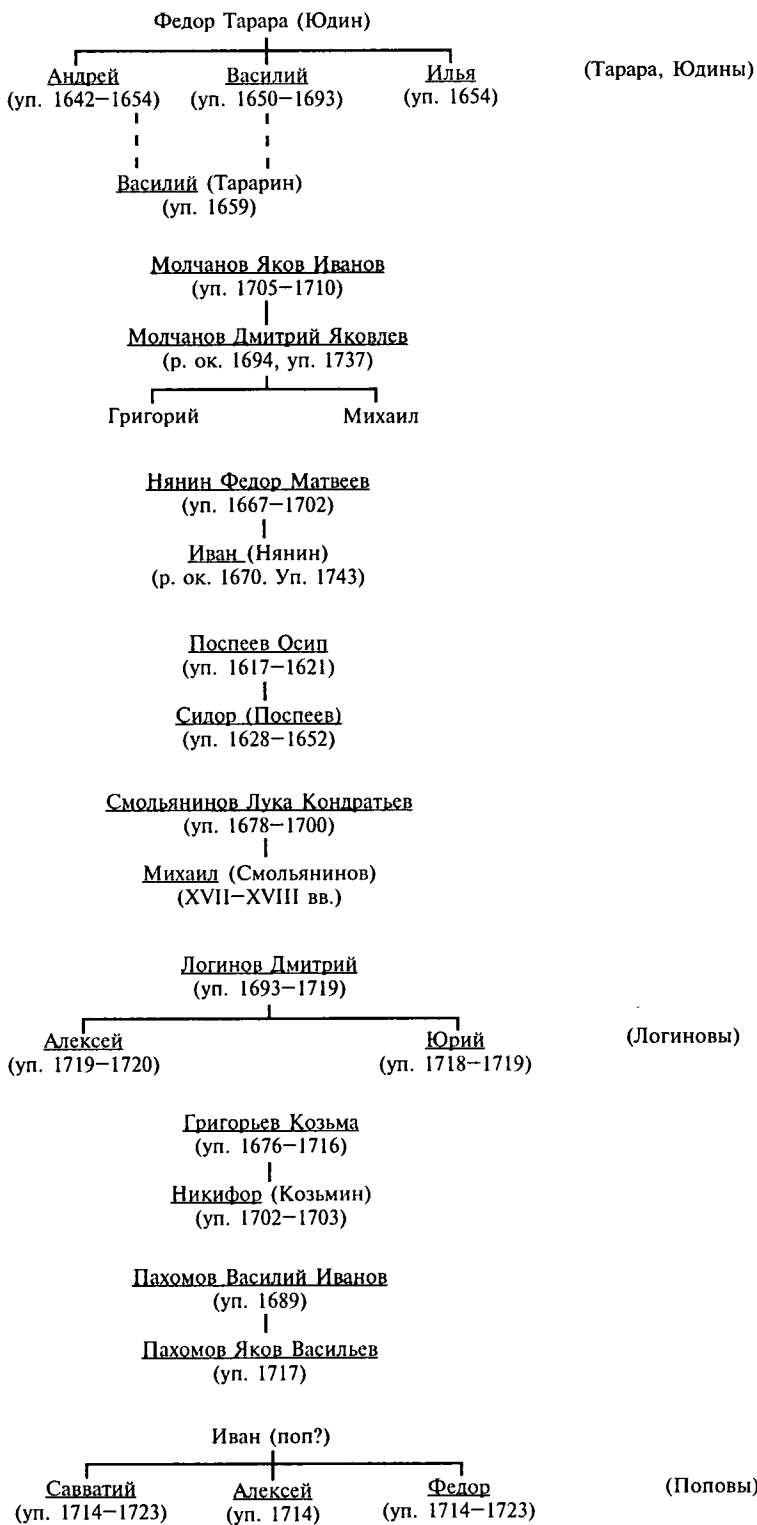 Федор Тарара (Юдин)
Андрей Василий Илья (Тарара, Юдины)
(уп. 1642—1654) (уп. 1650—1693) (уп. 1654)
Василий (Тарарин)
(уп. 1659)
Молчанов Яков Иванов
(уп. 1705—1710)
Молчанов Дмитрий Яковлев
(р. ок. 1694, уп. 1737)
Григорий Михаил
Нянин Федор Матвеев
(уп. 1667—1702)
Иван (Нянин)
(р. ок. 1670. Уп. 1743)
Поспеев Осип
(уп. 1617—1621)
Сидор (Поспеев)
(уп. 1628—1652)
Смольянинов Лука Кондратьев
(уп. 1678—1700)
Михаил (Смольянинов)
(XVII—XVIII вв.)
Логинов Дмитрий
(уп. 1693—1719)
Алексей Юрий (Логиновы)
(уп. 1719—1720) (уп. 1718—1719)
Григорьев Козьма
(уп. 1676—1716)
Никифор (Козьмин)
(уп. 1702—1703)
Пахомов Василий Иванов
(уп. 1689)
Пахомов Яков Васильев
(уп. 1717)
Иван (поп?)
Савватий Алексей Федор (Поповы)
(уп. 1714—1723) (уп. 1714) (уп. 1714—1723)